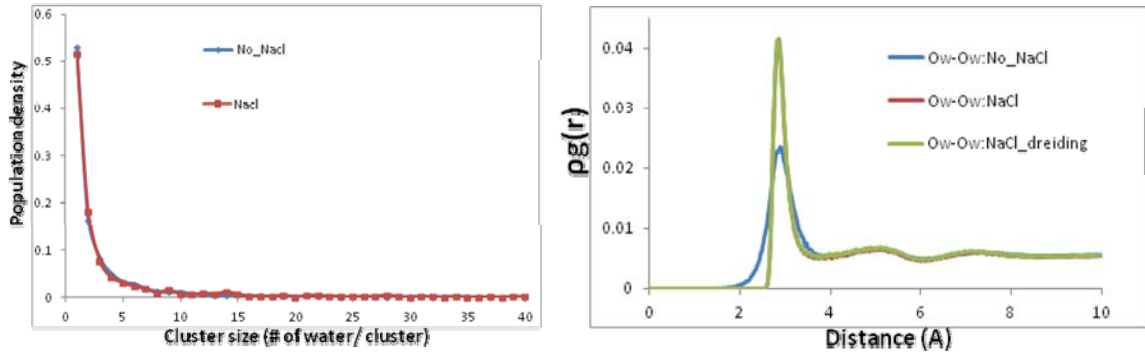 0.6
0.5
0.4
0.3
0.2
0.1
0
Population density
No_Nacl
Nacl
0 5 10 15 20 25 30 35 40
Cluster size (# of water/ cluster)
0.04
0.03
0.02
0.01
0
ρg(r)
Ow-Ow:No_NaCl
Ow-Ow:NaCl
Ow-Ow:NaCl_dreiding
0 2 4 6 8 10
Distance (A)